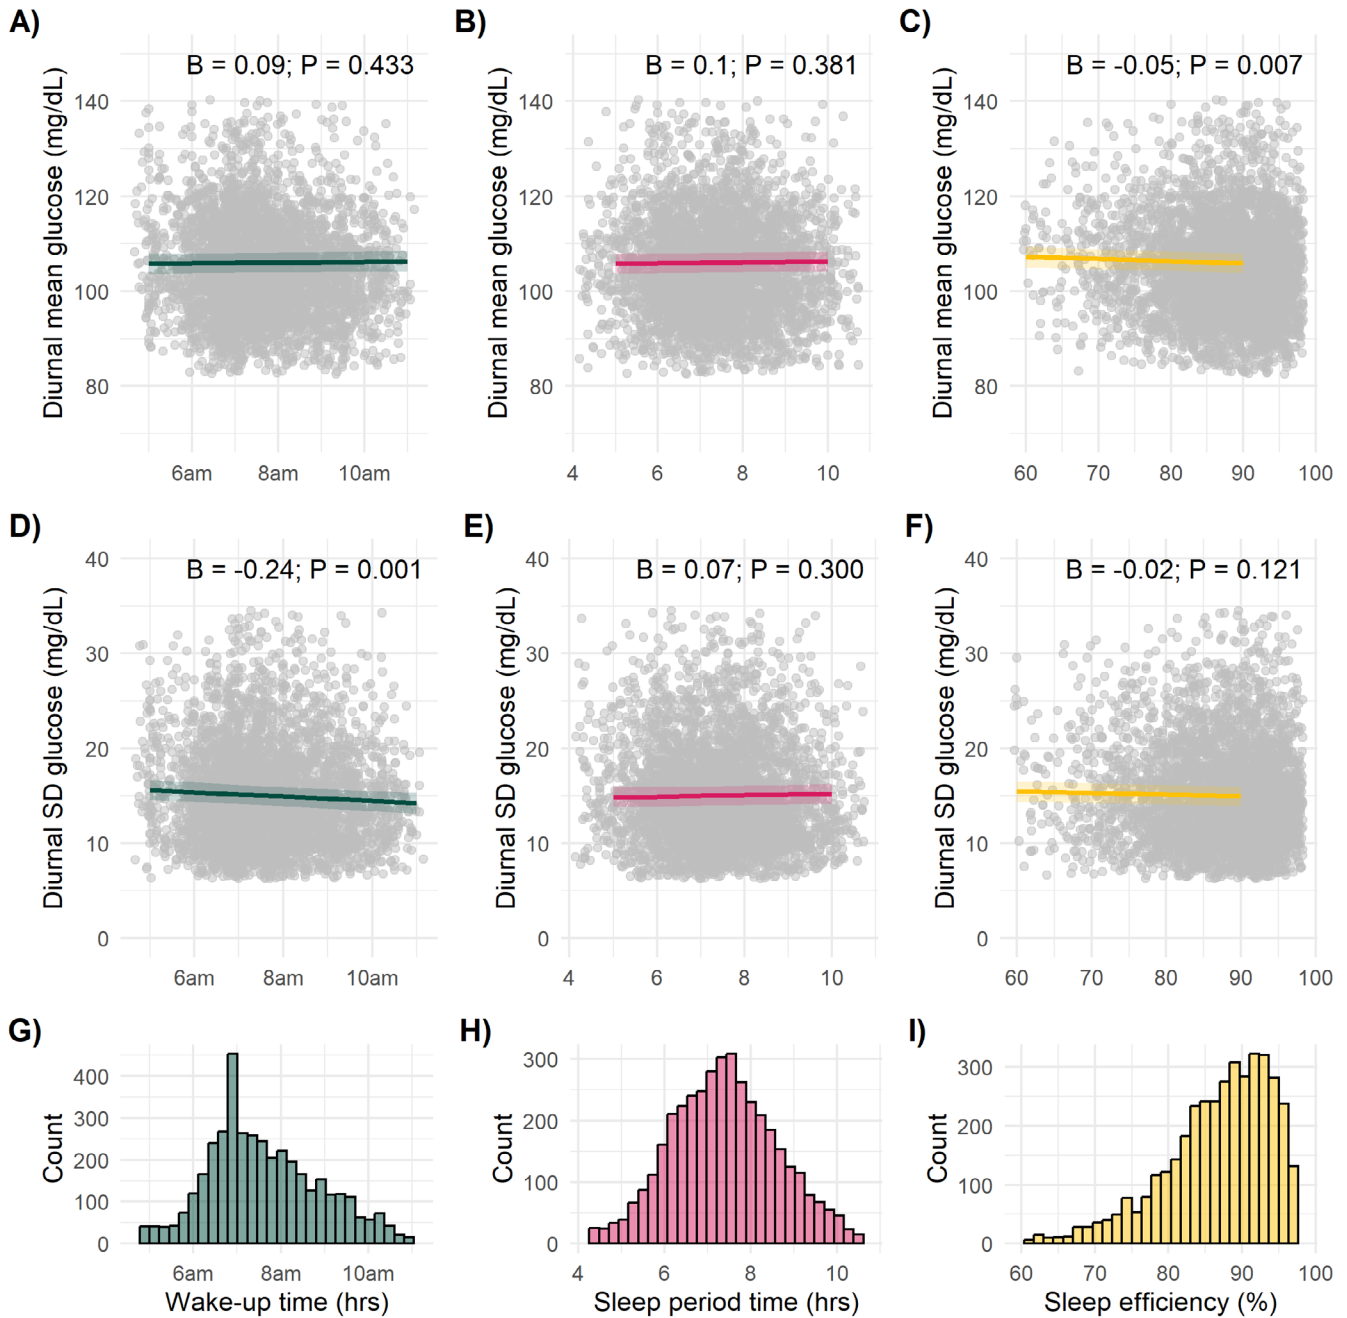 A)
B)
C)
B = 0.09; P = 0.433
B = 0.1; P = 0.381
B = -0.05; P = 0.007
Diurnal mean glucose (mg/dL)
140
120
100
80
6am 8am 10am
Diurnal mean glucose (mg/dL)
140
120
100
80
4 6 8 10
Diurnal mean glucose (mg/dL)
140
120
100
80
60 70 80 90 100
D)
E)
F)
B = -0.24; P = 0.001
B = 0.07; P = 0.300
B = -0.02; P = 0.121
Diurnal SD glucose (mg/dL)
40
30
20
10
0
6am 8am 10am
Diurnal SD glucose (mg/dL)
40
30
20
10
0
4 6 8 10
Diurnal SD glucose (mg/dL)
40
30
20
10
0
60 70 80 90 100
G)
H)
I)
Count
400
300
200
100
0
6am 8am 10am
Wake-up time (hrs)
Count
300
200
100
0
4 6 8 10
Sleep period time (hrs)
Count
300
200
100
0
60 70 80 90 100
Sleep efficiency (%)